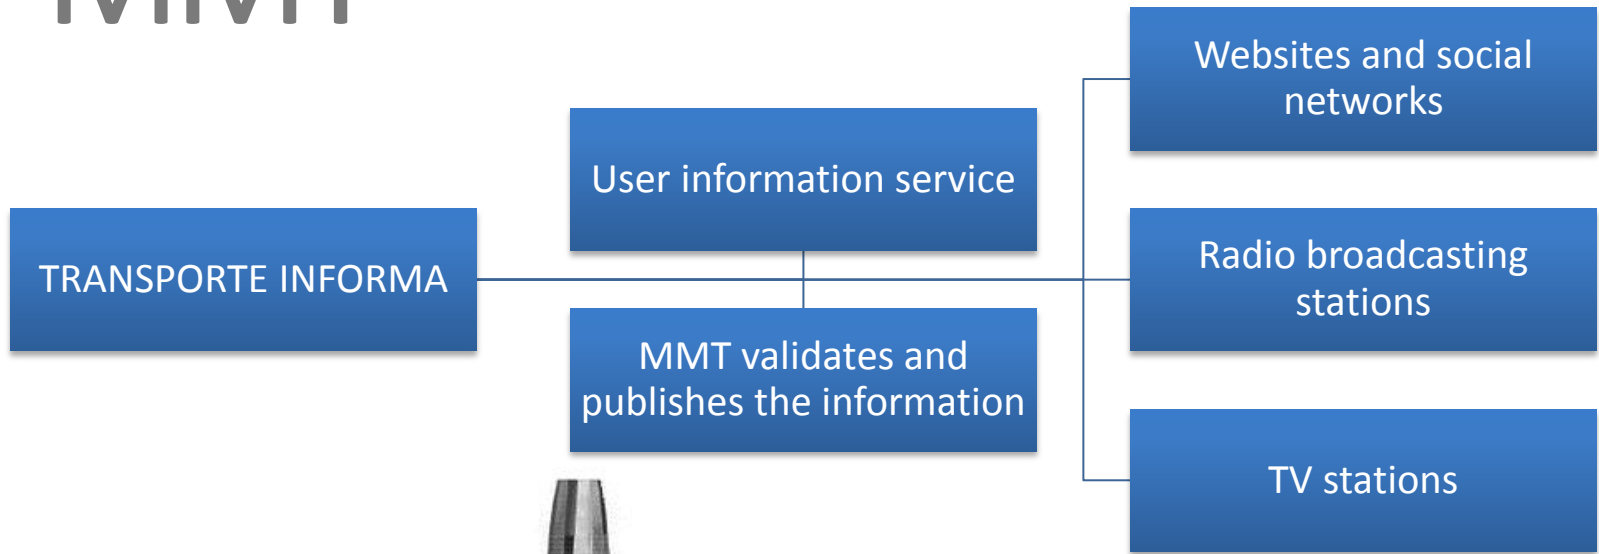 TRANSPORTE INFORMA
User information service
MMT validates and
publishes the information
Websites and social
networks
Radio broadcasting
stations
TV stations